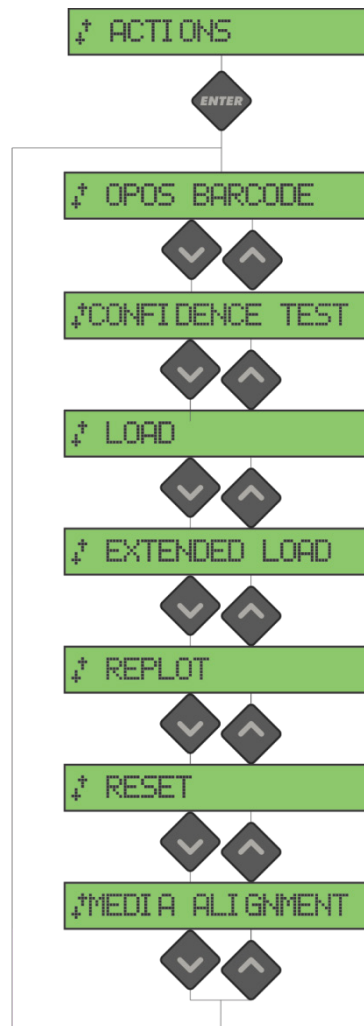 ACTIONS
ENTER
OPOS BARCODE
CONFIDENCE TEST
LOAD
EXTENDED LOAD
REPLOT
RESET
MEDIA ALIGNMENT